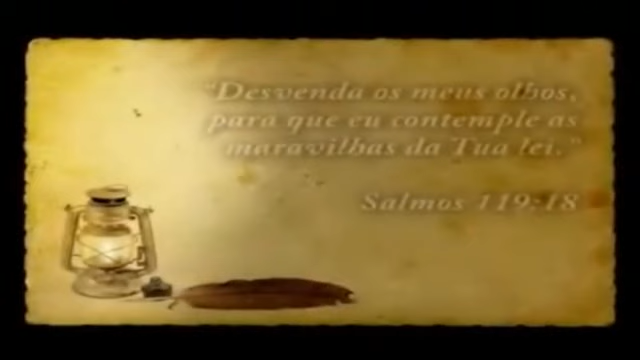 "Desvenda os meus olhos,
para que eu contemple as
maravilhas da Tua lei."
Salmos 119:18